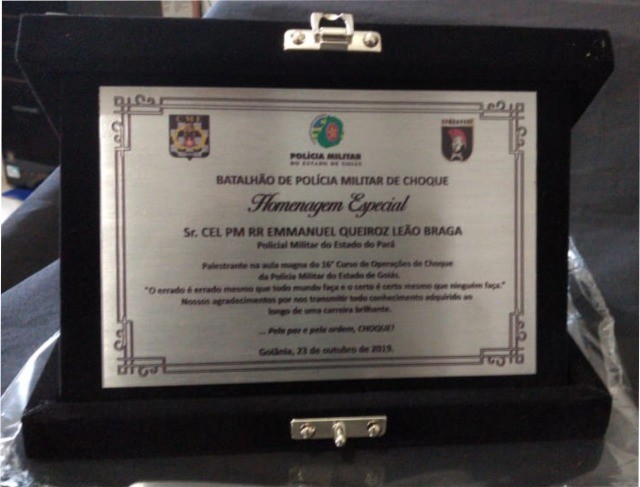 CME
POLÍCIA MILITAR
DO ESTADO DE GOIÁS
BATALHÃO DE POLÍCIA MILITAR DE CHOQUE
Homenagem Especial
Sr. CEL PM RR EMMANUEL QUEIROZ LEÃO BRAGA
Policial Militar do Estado do Pará
Palestrante na aula magna do 16° Curso de Operações de Choque
da Polícia Militar do Estado de Goiás.
"O errado é errado mesmo que todo mundo faça e o certo é certo mesmo que ninguém faça."
Nossos agradecimentos por nos transmitir todo conhecimento adquirido ao
longo de uma carreira brilhante.
... Pela paz e pela ordem, CHOQUE!
Goiânia, 23 de outubro de 2019.